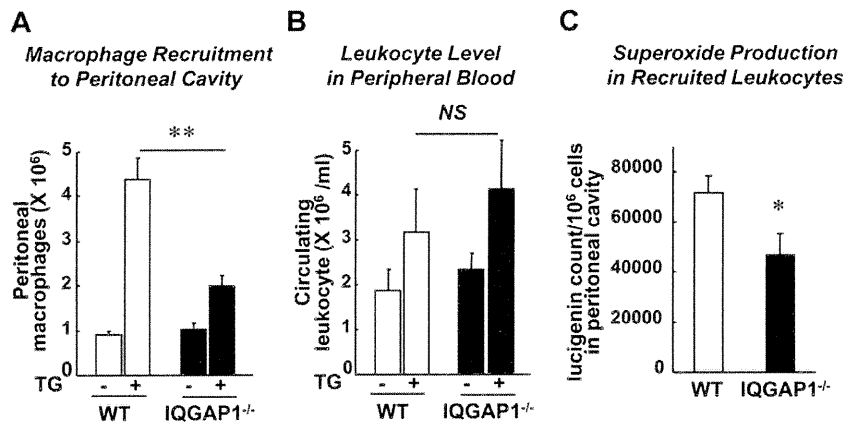 A
Macrophage Recruitment
to Peritoneal Cavity
**
Peritoneal
macrophages (X 10⁶)
5
4
3
2
1
0
TG - + - +
WT IQGAP1-/-
B
Leukocyte Level
in Peripheral Blood
NS
Circulating
leukocyte (X 10⁶ /ml)
5
4
3
2
1
0
TG - + - +
WT IQGAP1-/-
C
Superoxide Production
in Recruited Leukocytes
*
lucigenin count/10⁶ cells
in peritoneal cavity
80000
60000
40000
20000
0
WT IQGAP1-/-